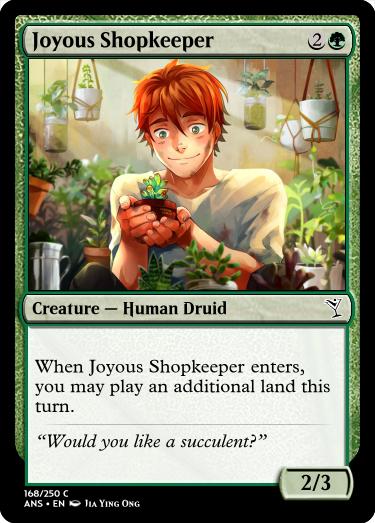 Joyous Shopkeeper 2
Creature — Human Druid
When Joyous Shopkeeper enters,
you may play an additional land this
turn.
“Would you like a succulent?”
2/3
168/250 C
ANS • EN Jia Ying Ong